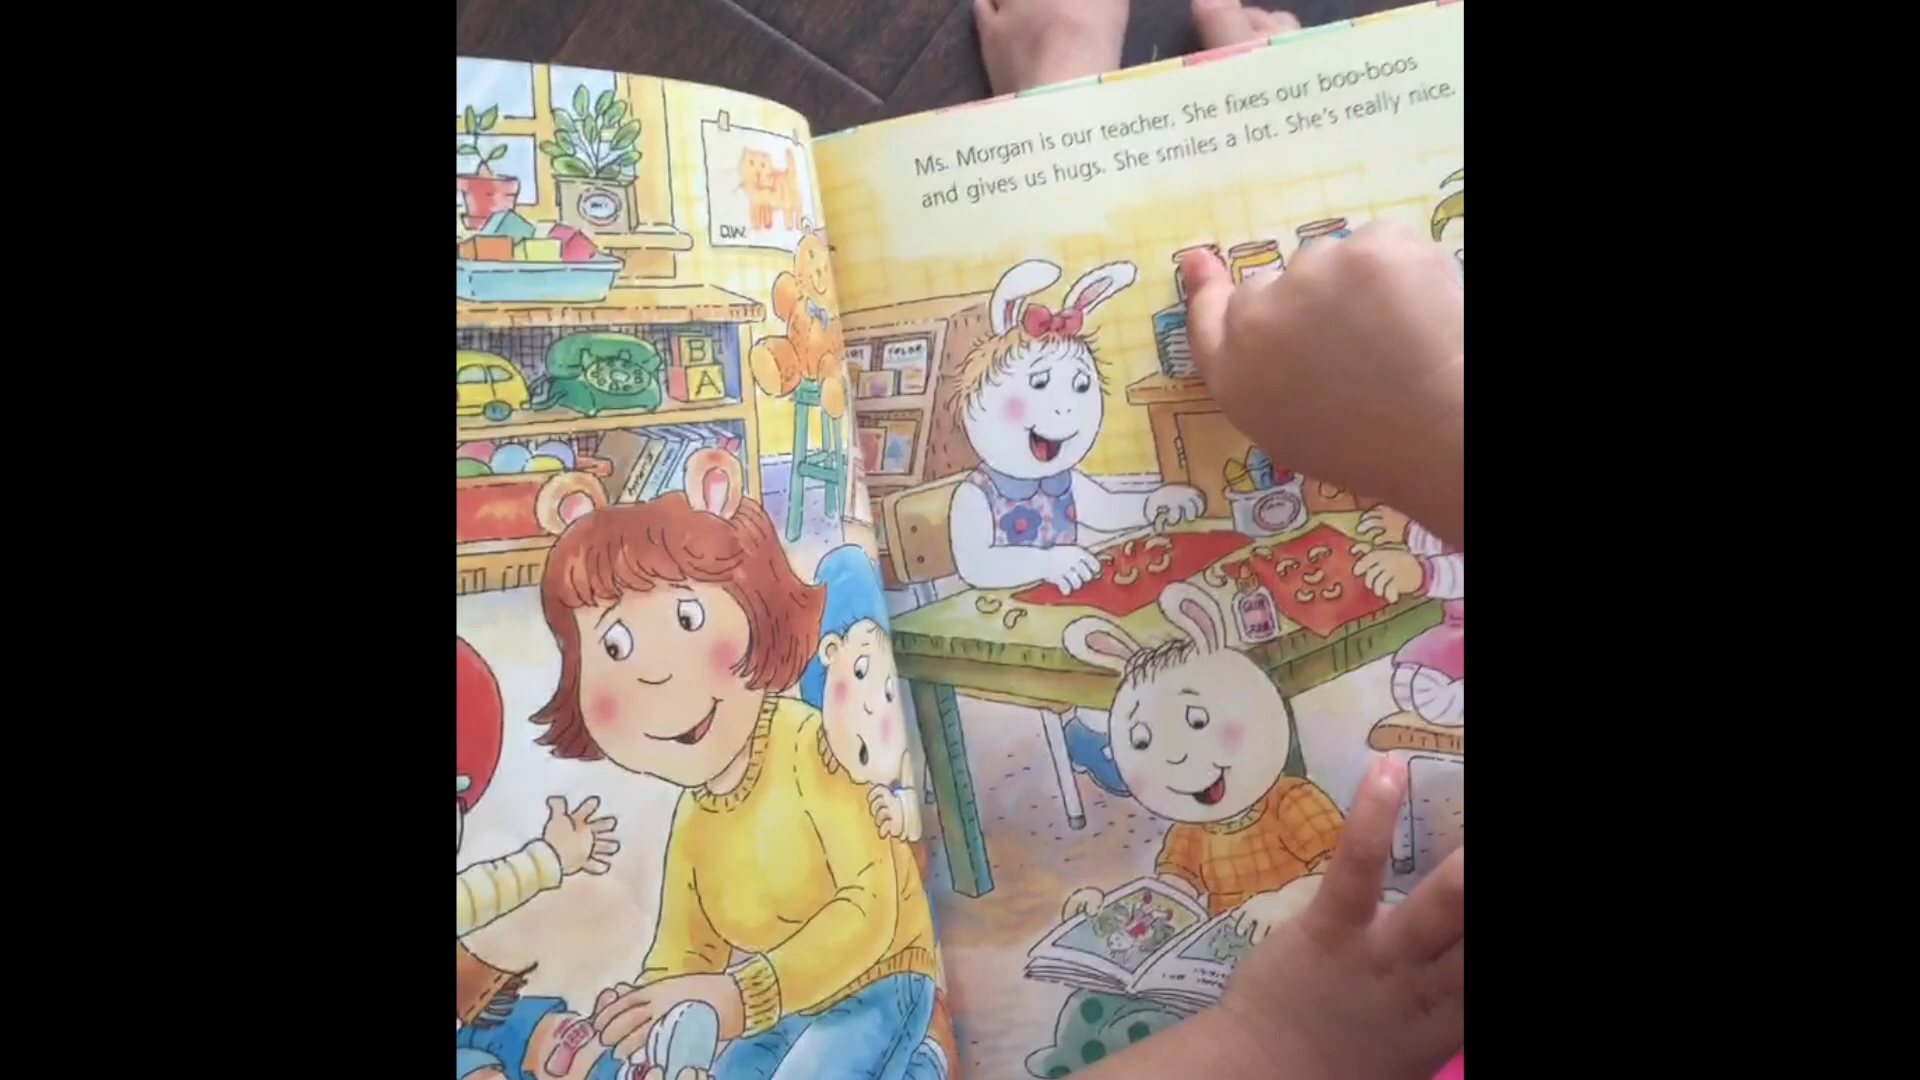 Ms. Morgan is our teacher. She fixes our boo-boos
and gives us hugs. She smiles a lot. She's really nice.
D.W.
B
A